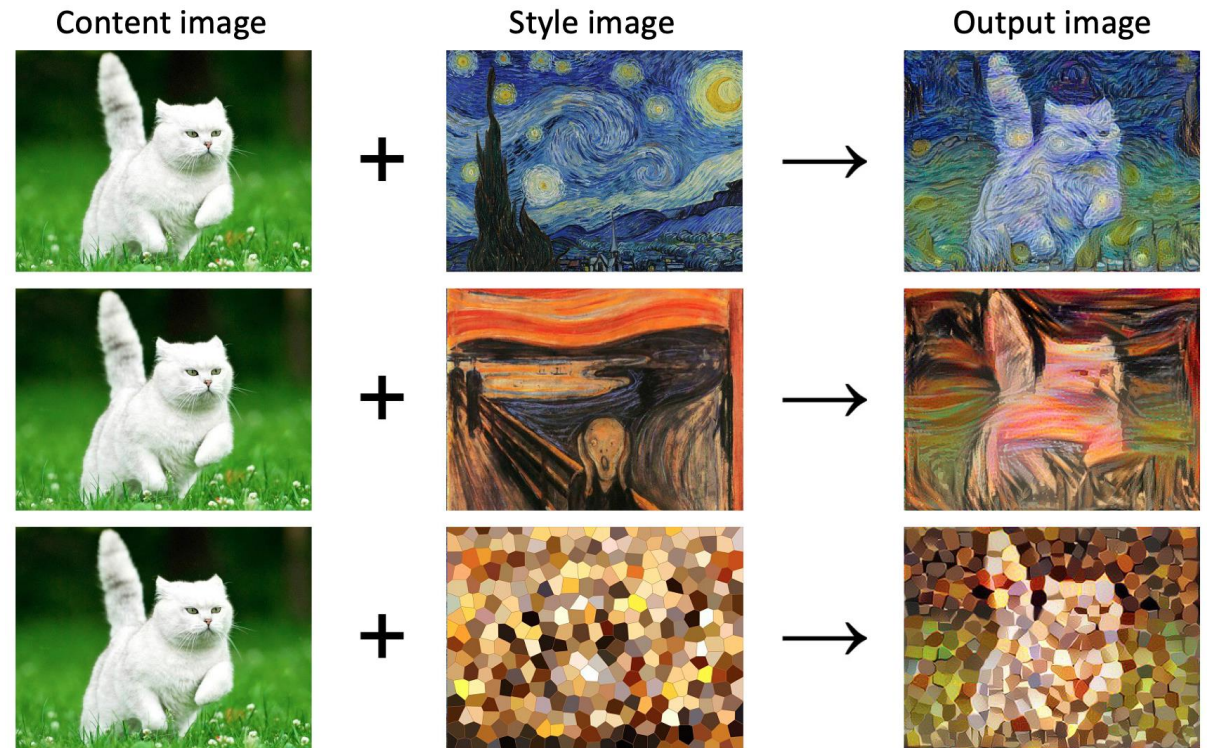 Content image
Style image
Output image
+
→
+
→
+
→